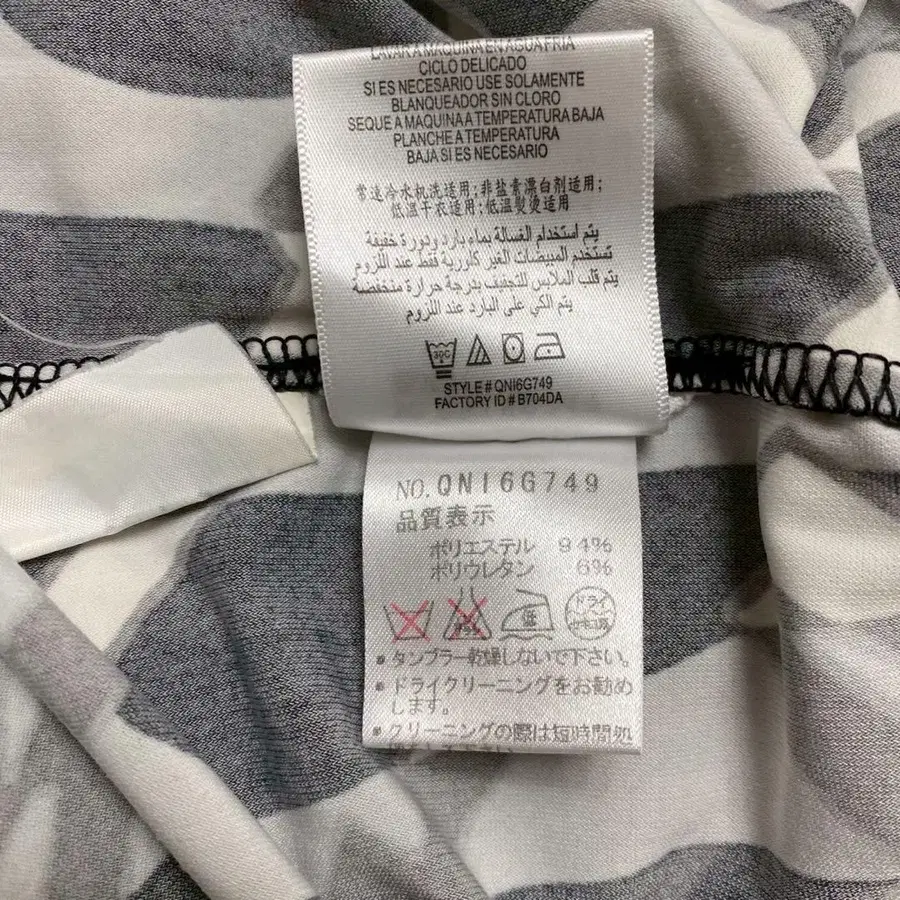 LAVAR A MAQUINA EN AGUA FRIA
CICLO DELICADO
SI ES NECESARIO USE SOLAMENTE
BLANQUEADOR SIN CLORO
SEQUE A MAQUINA A TEMPERATURA BAJA
PLANCHE A TEMPERATURA
BAJA SI ES NECESARIO
常速冷水机洗适用;非盐素漂白剂适用;
低温干衣适用;低温熨烫适用
يتم استخدام الغسالة بماء بارد ودورة خفيفة
تستخدم المبيضات الغير كلورية فقط عند اللزوم
يتم قلب الملابس للتجفيف بدرجة حرارة منخفضة
يتم الكي على البارد عند اللزوم
30C
STYLE # QNI6G749
FACTORY ID # B704DA
NO. QNI6G749
品質表示
ポリエステル 94%
ポリウレタン 6%
低 ドライ
• タンブラー乾燥しないで下さい。
• ドライクリーニングをお勧め
します。
• クリーニングの際は短時間処